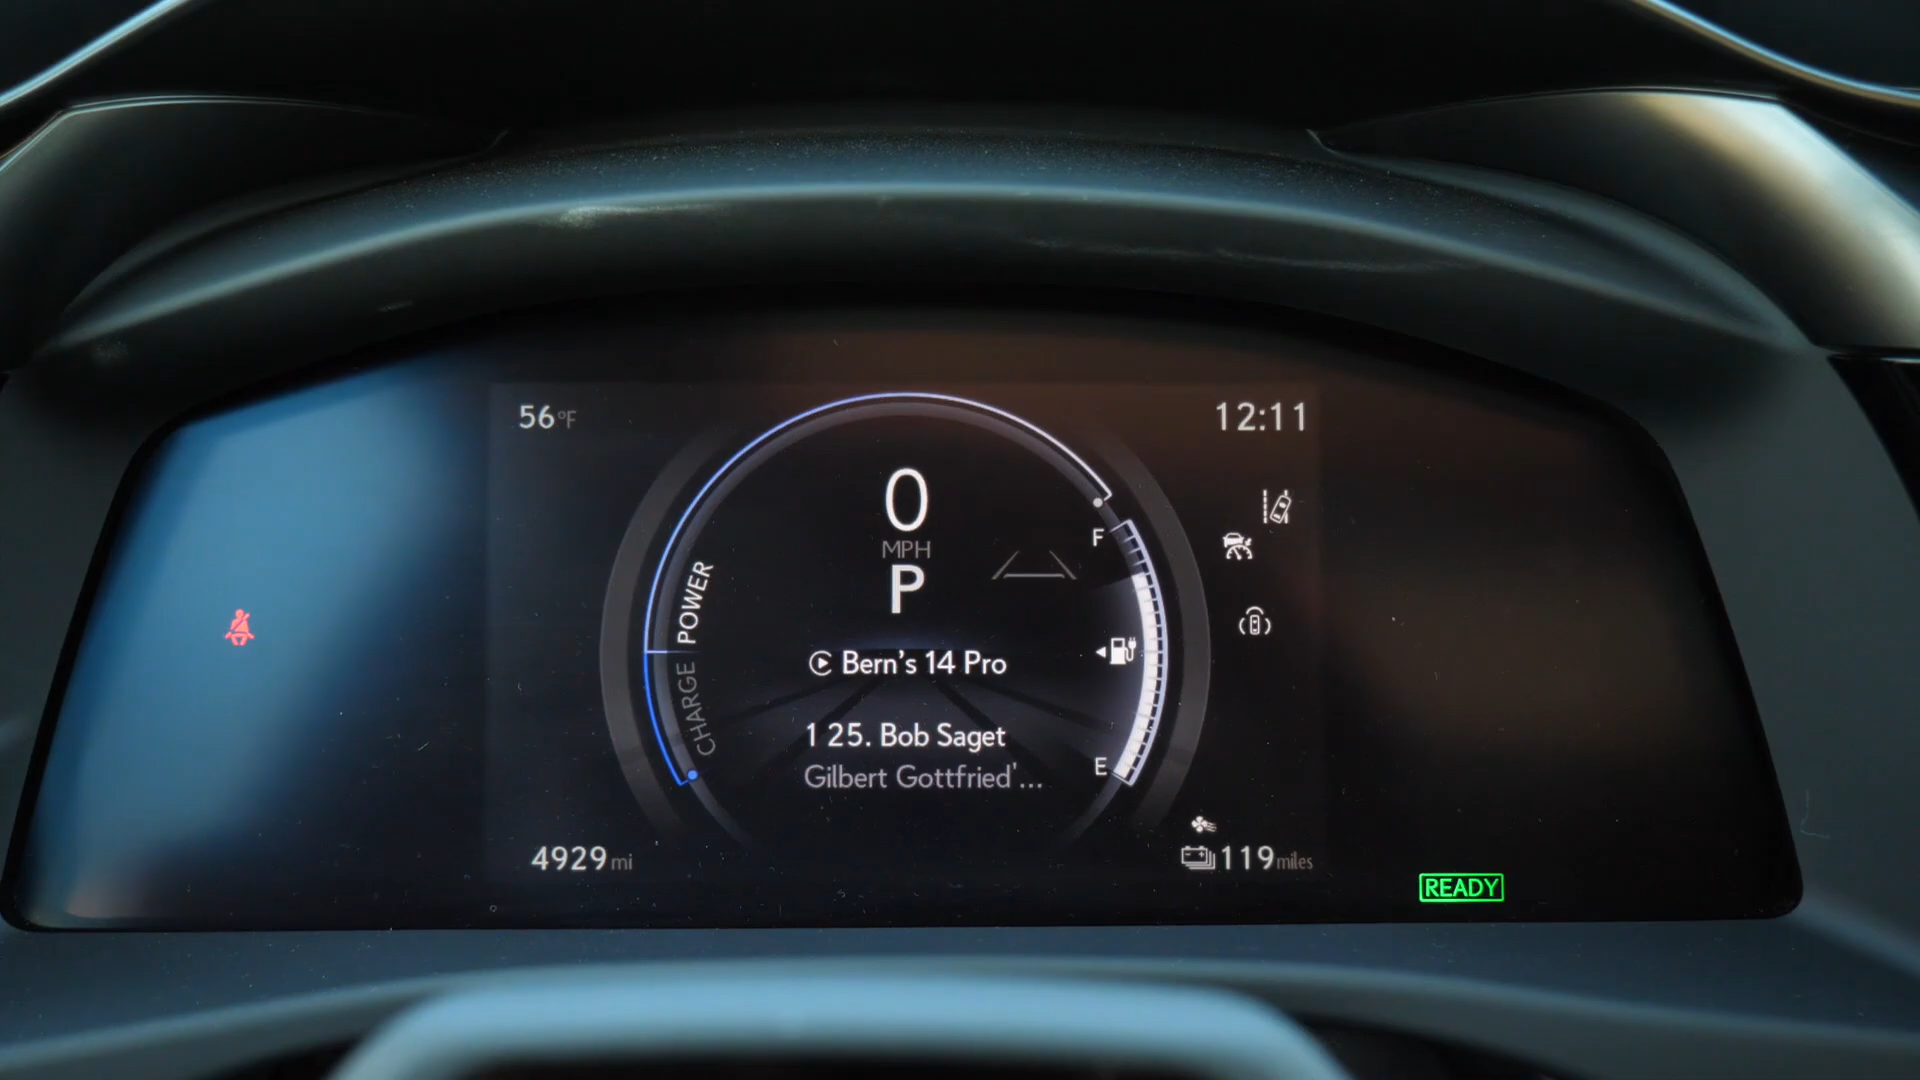 56°F
12:11
0
MPH
P
F
POWER
CHARGE
Bern's 14 Pro
1 25. Bob Saget
Gilbert Gottfried'...
E
4929 mi
119 miles
READY